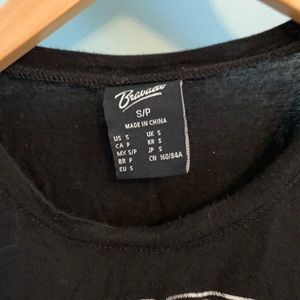 Bravado
S/P
MADE IN CHINA
US S UK S
CA P KR S
MX S/P JP S
BR P CN 160/84A
EU S